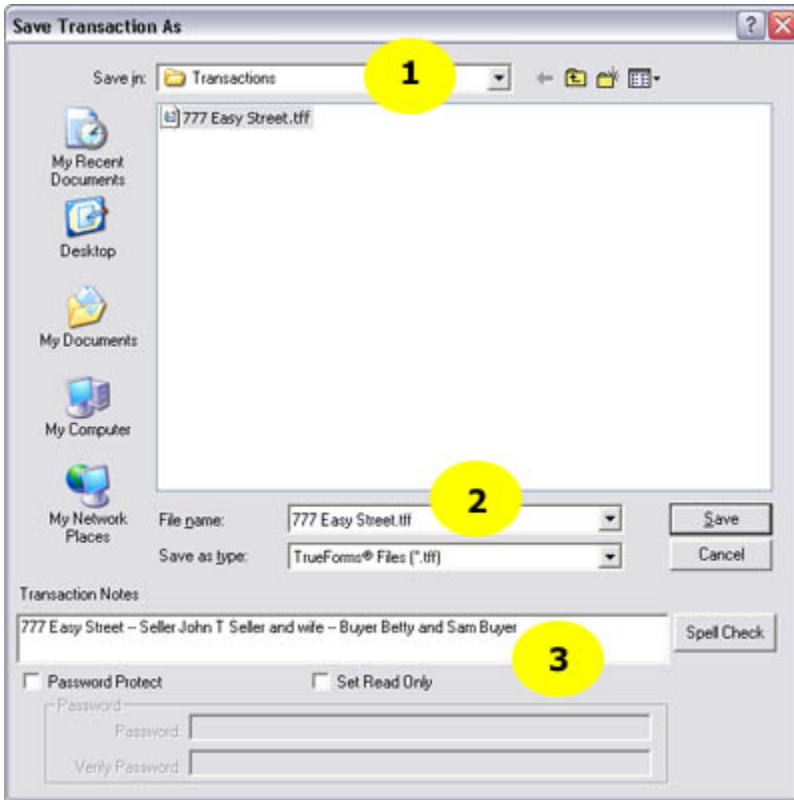 Save Transaction As
?
Save in: Transactions
1
777 Easy Street.tff
My Recent
Documents
Desktop
My Documents
My Computer
My Network
Places
2
File name: 777 Easy Street.tff Save
Save as type: TrueForms® Files (*.tff) Cancel
Transaction Notes
777 Easy Street -- Seller John T Seller and wife -- Buyer Betty and Sam Buyer
Spell Check
3
Password Protect Set Read Only
Password
Password
Verify Password